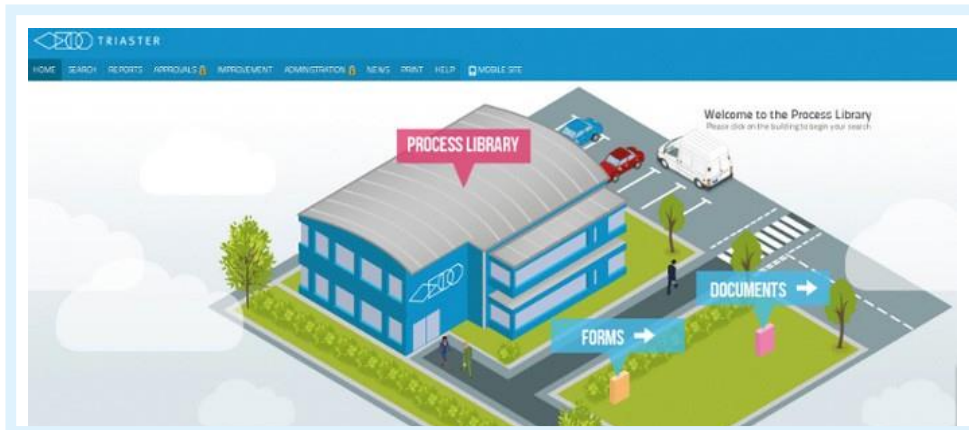 TRIASTER
HOME SEARCH REPORTS APPROVALS IMPROVEMENT ADMINISTRATION NEWS PRINT HELP MOBILE SITE
Welcome to the Process Library
Please click on the building to begin your search
PROCESS LIBRARY
DOCUMENTS
FORMS